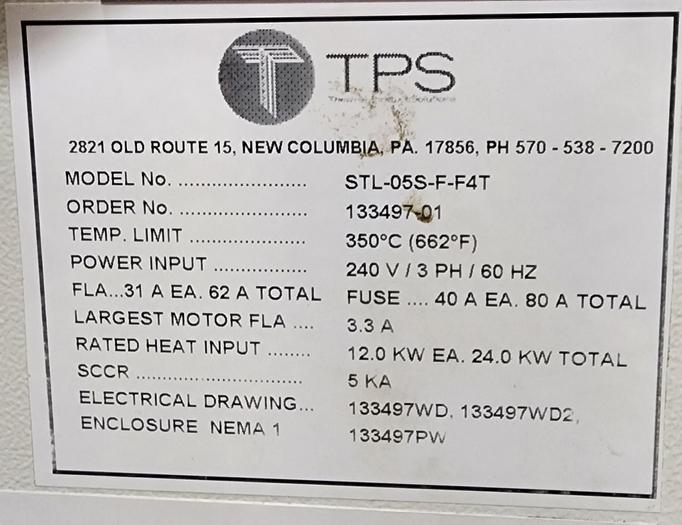 TPS
2821 OLD ROUTE 15, NEW COLUMBIA, PA. 17856, PH 570 - 538 - 7200
MODEL No. ........................ STL-05S-F-F4T
ORDER No. ........................ 133497-01
TEMP. LIMIT ...................... 350°C (662°F)
POWER INPUT .................. 240 V / 3 PH / 60 HZ
FLA...31 A EA. 62 A TOTAL FUSE .... 40 A EA. 80 A TOTAL
LARGEST MOTOR FLA .... 3.3 A
RATED HEAT INPUT ........ 12.0 KW EA. 24.0 KW TOTAL
SCCR ............................... 5 KA
ELECTRICAL DRAWING... 133497WD, 133497WD2,
ENCLOSURE NEMA 1 133497PW